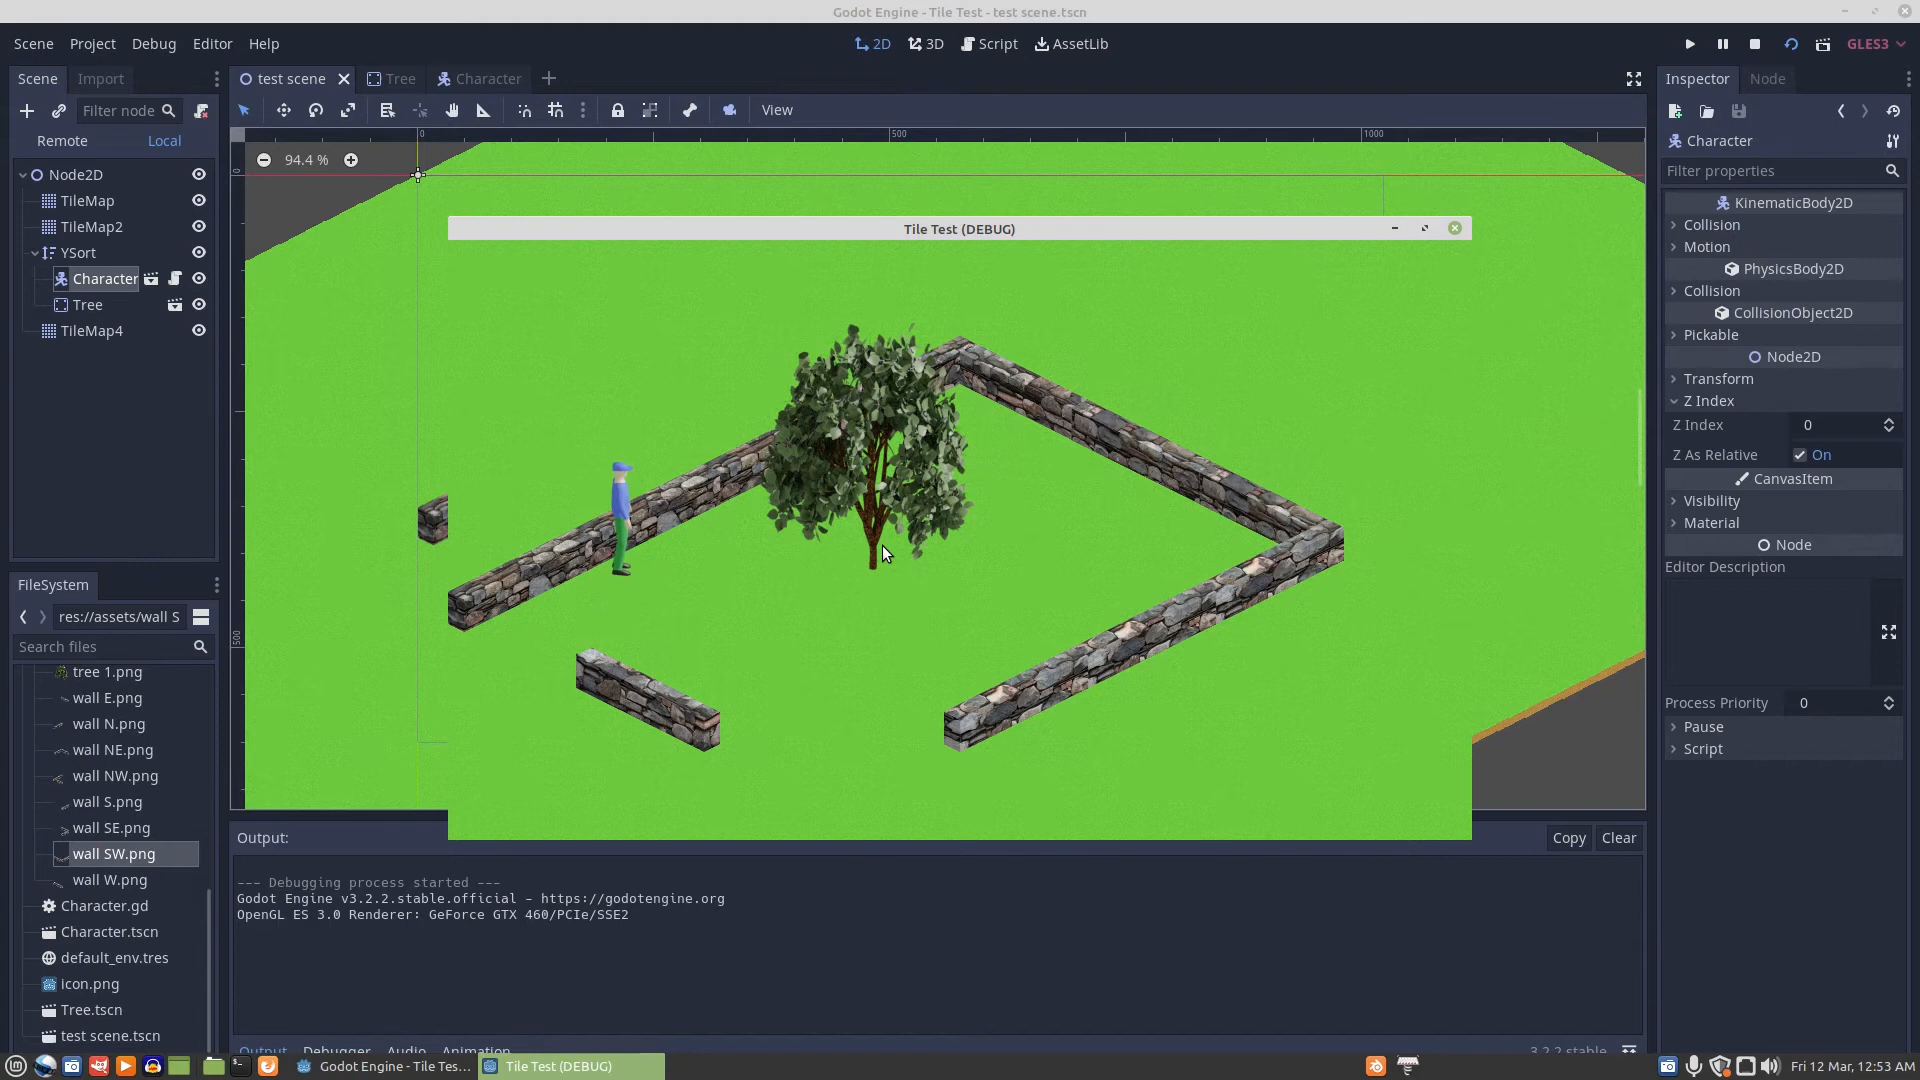 Godot Engine - Tile Test - test scene.tscn
Scene Project Debug Editor Help
2D 3D Script AssetLib
GLES3
Scene Import
test scene Tree Character
Inspector Node
Filter node
View
Remote Local
94.4 %
0 500 1000
0
500
Node2D
TileMap
TileMap2
YSort
Character
Tree
TileMap4
Tile Test (DEBUG)
Character
Filter properties
KinematicBody2D
Collision
Motion
PhysicsBody2D
Collision
CollisionObject2D
Pickable
Node2D
Transform
Z Index
Z Index 0
Z As Relative On
CanvasItem
Visibility
Material
Node
Editor Description
Process Priority 0
Pause
Script
FileSystem
res://assets/wall S
Search files
tree 1.png
wall E.png
wall N.png
wall NE.png
wall NW.png
wall S.png
wall SE.png
wall SW.png
wall W.png
Character.gd
Character.tscn
default_env.tres
icon.png
Tree.tscn
test scene.tscn
Output:
Copy Clear
--- Debugging process started ---
Godot Engine v3.2.2.stable.official - https://godotengine.org
OpenGL ES 3.0 Renderer: GeForce GTX 460/PCIe/SSE2
Output Debugger Audio Animation
3.2.2.stable
Godot Engine - Tile Tes...
Tile Test (DEBUG)
Fri 12 Mar, 12:53 AM